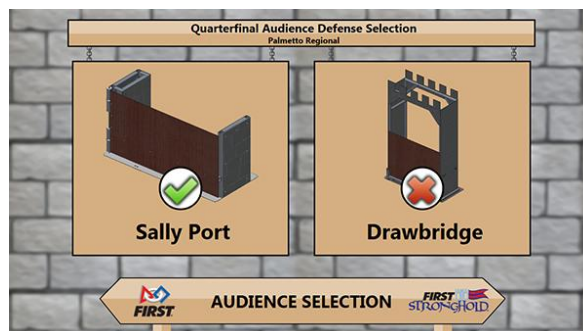 Quarterfinal Audience Defense Selection
Palmetto Regional
Sally Port
Drawbridge
FIRST
AUDIENCE SELECTION
FIRST
STRONGHOLD